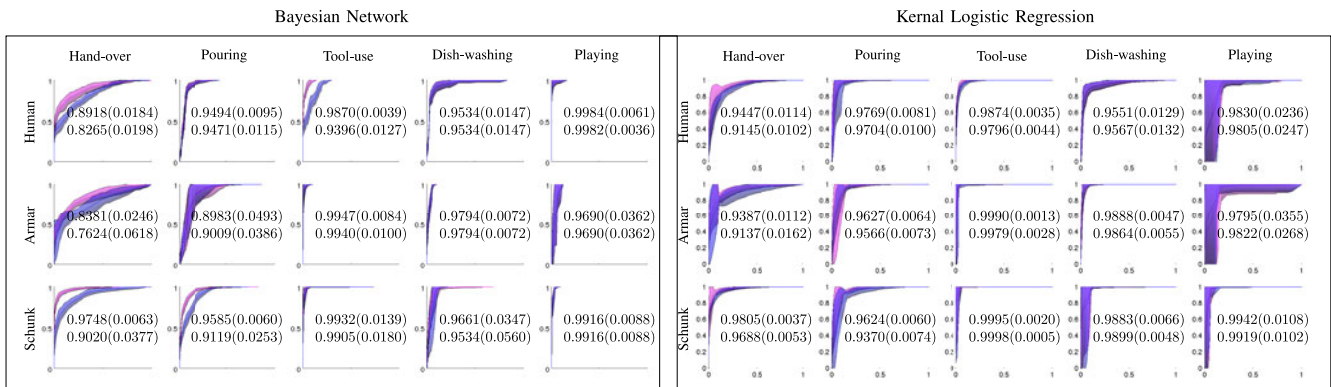 Bayesian Network
Kernal Logistic Regression
Hand-over Pouring Tool-use Dish-washing Playing
Hand-over Pouring Tool-use Dish-washing Playing
Human
0.8918(0.0184) 0.9494(0.0095) 0.9870(0.0039) 0.9534(0.0147) 0.9984(0.0061)
0.8265(0.0198) 0.9471(0.0115) 0.9396(0.0127) 0.9534(0.0147) 0.9982(0.0036)
Armar
0.8381(0.0246) 0.8983(0.0493) 0.9947(0.0084) 0.9794(0.0072) 0.9690(0.0362)
0.7624(0.0618) 0.9009(0.0386) 0.9940(0.0100) 0.9794(0.0072) 0.9690(0.0362)
Schunk
0.9748(0.0063) 0.9585(0.0060) 0.9932(0.0139) 0.9661(0.0347) 0.9916(0.0088)
0.9020(0.0377) 0.9119(0.0253) 0.9905(0.0180) 0.9534(0.0560) 0.9916(0.0088)
Human
0.9447(0.0114) 0.9769(0.0081) 0.9874(0.0035) 0.9551(0.0129) 0.9830(0.0236)
0.9145(0.0102) 0.9704(0.0100) 0.9796(0.0044) 0.9567(0.0132) 0.9805(0.0247)
Armar
0.9387(0.0112) 0.9627(0.0064) 0.9990(0.0013) 0.9888(0.0047) 0.9795(0.0355)
0.9137(0.0162) 0.9566(0.0073) 0.9979(0.0028) 0.9864(0.0055) 0.9822(0.0268)
Schunk
0.9805(0.0037) 0.9624(0.0060) 0.9995(0.0020) 0.9883(0.0066) 0.9942(0.0108)
0.9688(0.0053) 0.9370(0.0074) 0.9998(0.0005) 0.9899(0.0048) 0.9919(0.0102)